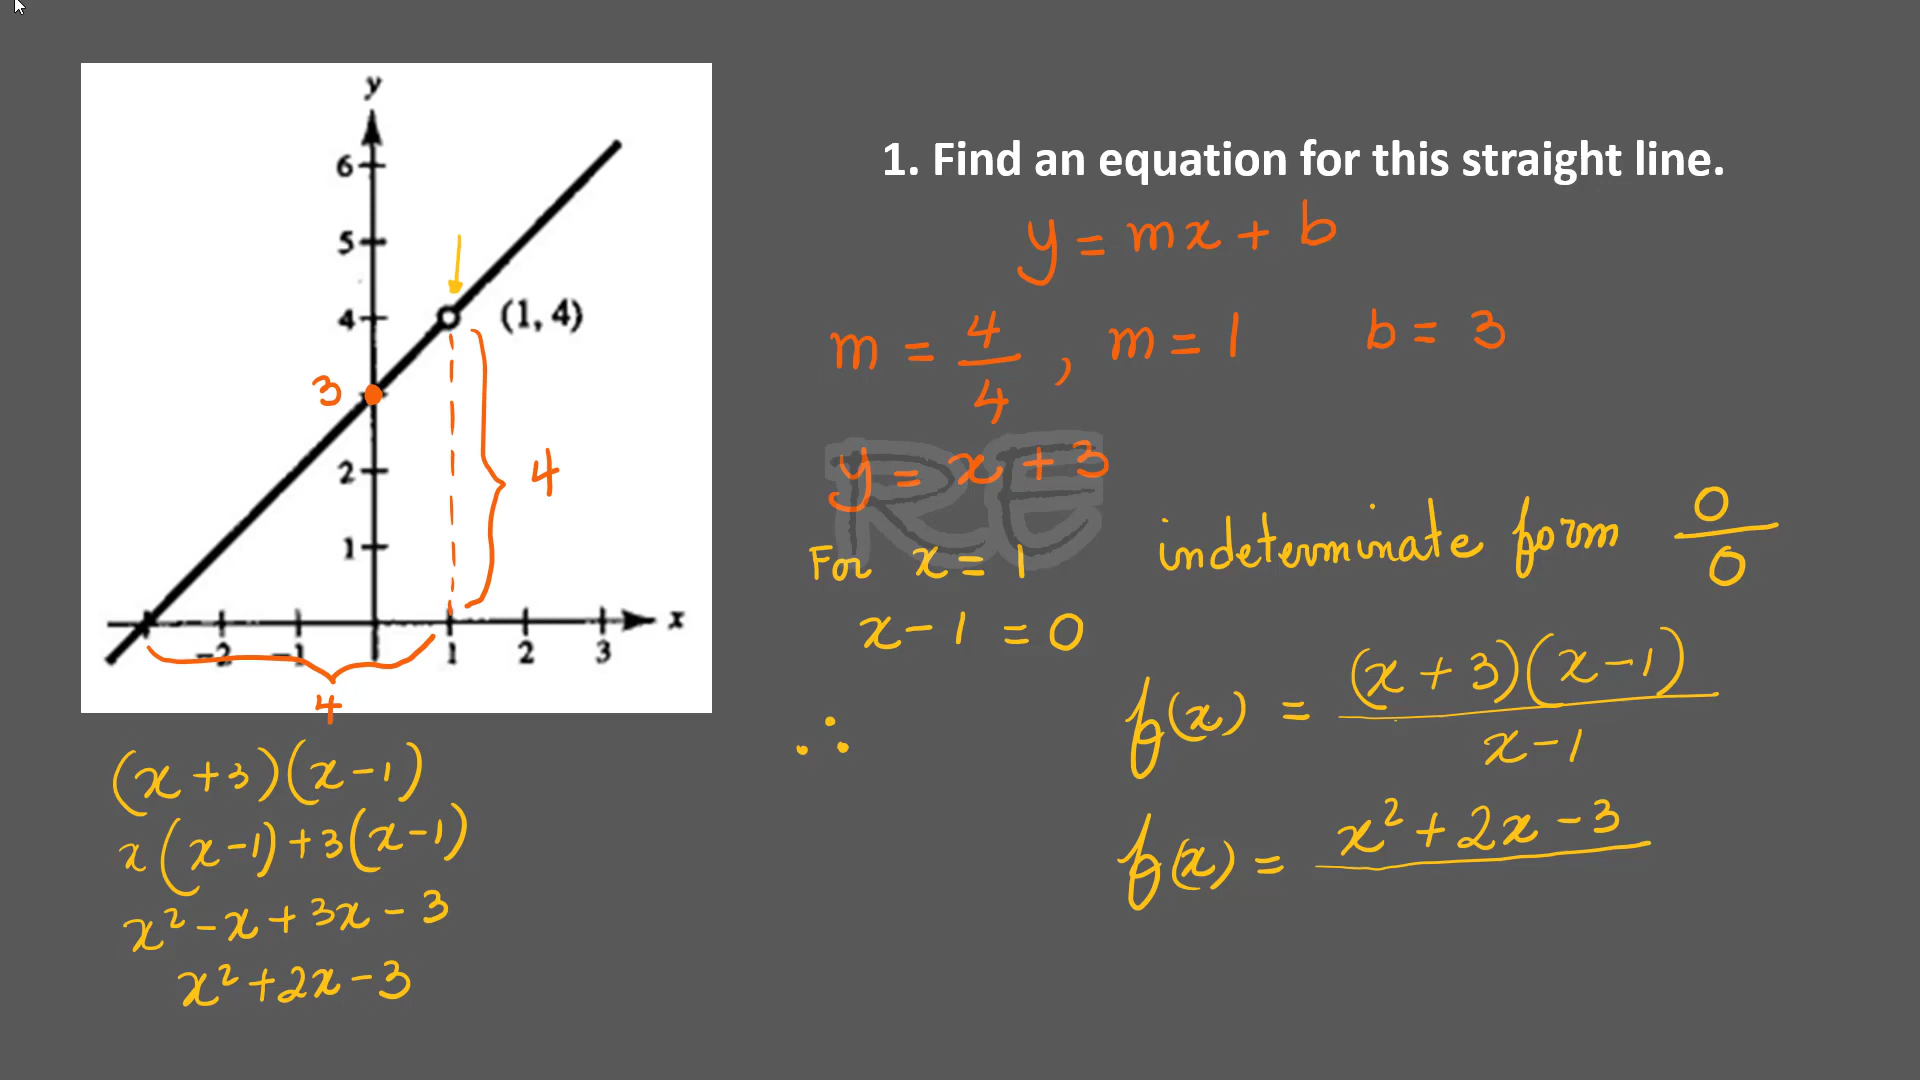 y
6
5
4
(1, 4)
3
4
2
1
x
-2 -1 1 2 3
4
(x+3)(x-1)
x(x-1)+3(x-1)
x²-x+3x-3
x²+2x-3
1. Find an equation for this straight line.
y = mx + b
m = 4/4 , m = 1 b = 3
y = x + 3
RE
For x = 1 indeterminate form 0/0
x - 1 = 0
∴ f(x) = (x+3)(x-1)/x-1
f(x) = x²+2x-3